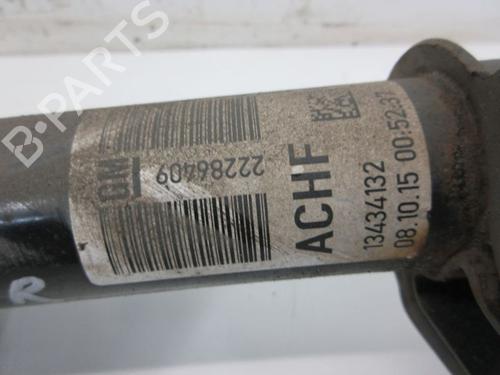 B-PARTS
GM
22286409
ACHF
13434132
08.10.15 00:52:37
R